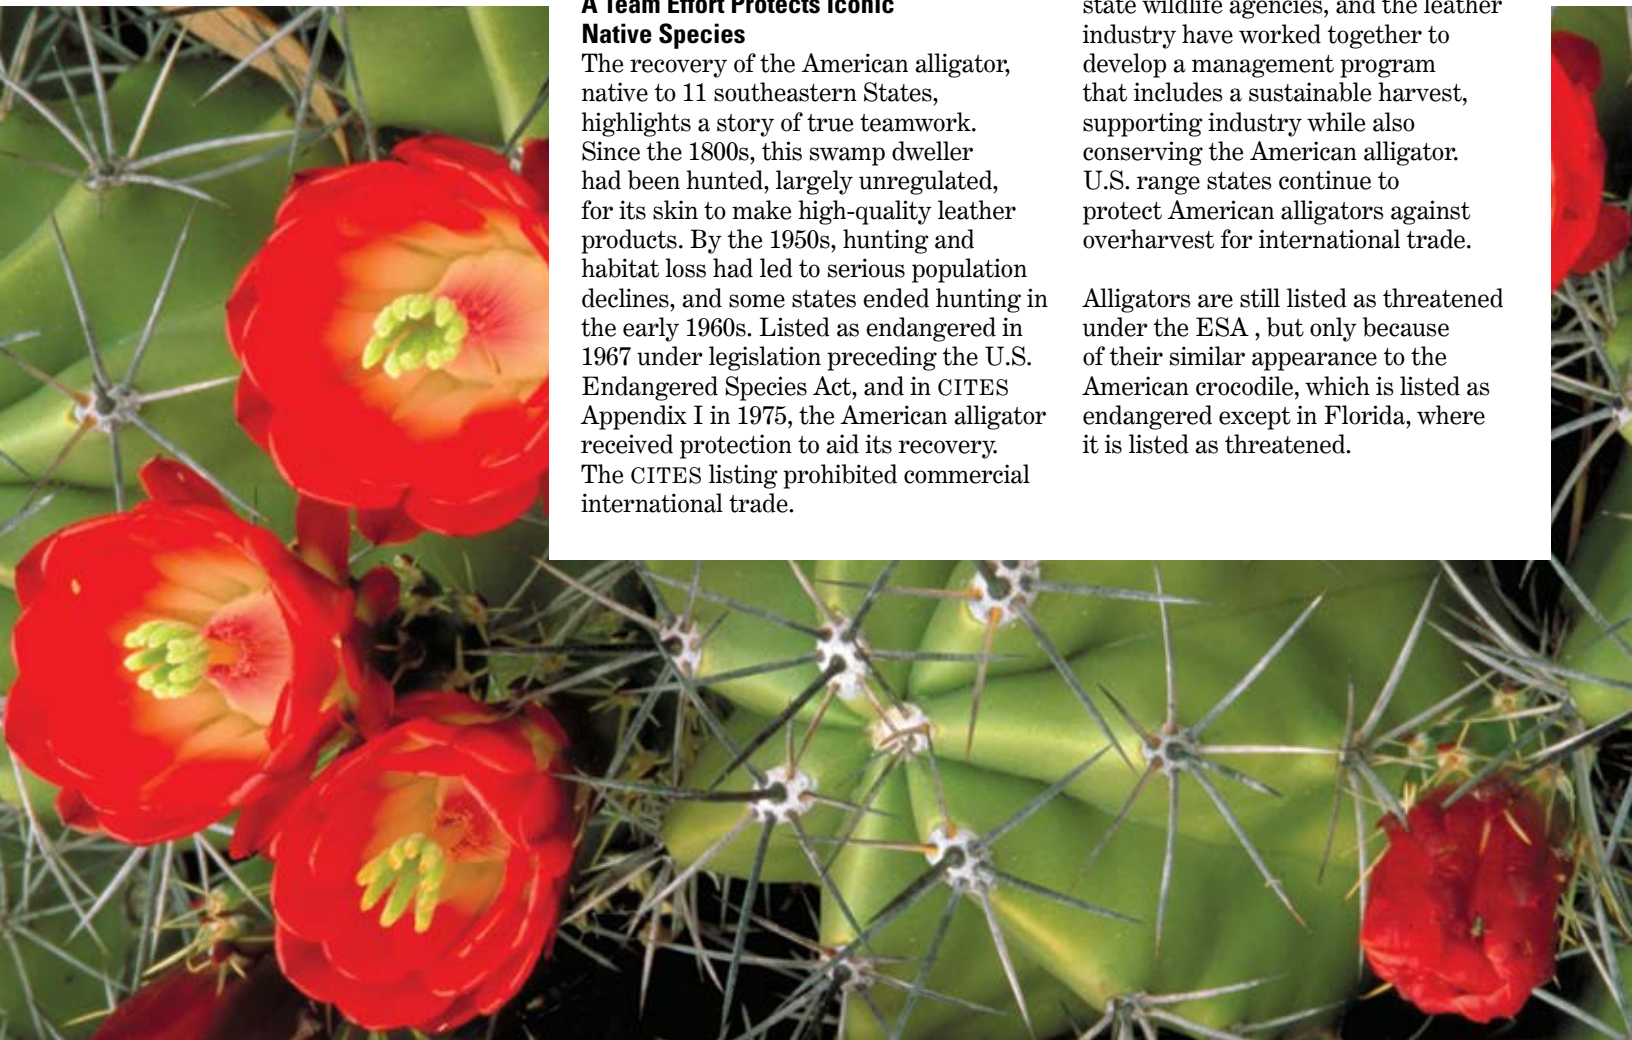 A Team Effort Protects Iconic
Native Species
The recovery of the American alligator,
native to 11 southeastern States,
highlights a story of true teamwork.
Since the 1800s, this swamp dweller
had been hunted, largely unregulated,
for its skin to make high-quality leather
products. By the 1950s, hunting and
habitat loss had led to serious population
declines, and some states ended hunting in
the early 1960s. Listed as endangered in
1967 under legislation preceding the U.S.
Endangered Species Act, and in CITES
Appendix I in 1975, the American alligator
received protection to aid its recovery.
The CITES listing prohibited commercial
international trade.
state wildlife agencies, and the leather
industry have worked together to
develop a management program
that includes a sustainable harvest,
supporting industry while also
conserving the American alligator.
U.S. range states continue to
protect American alligators against
overharvest for international trade.
Alligators are still listed as threatened
under the ESA , but only because
of their similar appearance to the
American crocodile, which is listed as
endangered except in Florida, where
it is listed as threatened.